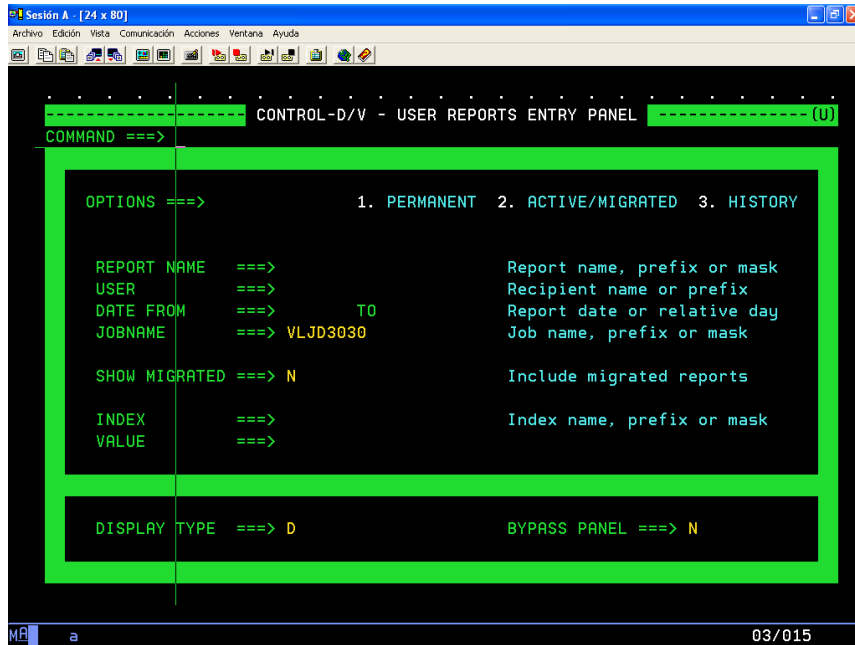 Sesión A - [24 x 80]
Archivo Edición Vista Comunicación Acciones Ventana Ayuda
----------------------- CONTROL-D/V - USER REPORTS ENTRY PANEL ----------------(U)
COMMAND ===>
OPTIONS ===> 1. PERMANENT 2. ACTIVE/MIGRATED 3. HISTORY
REPORT NAME ===> Report name, prefix or mask
USER ===> Recipient name or prefix
DATE FROM ===> TO Report date or relative day
JOBNAME ===> VLJD3030 Job name, prefix or mask
SHOW MIGRATED ===> N Include migrated reports
INDEX ===> Index name, prefix or mask
VALUE ===>
DISPLAY TYPE ===> D BYPASS PANEL ===> N
MA a 03/015